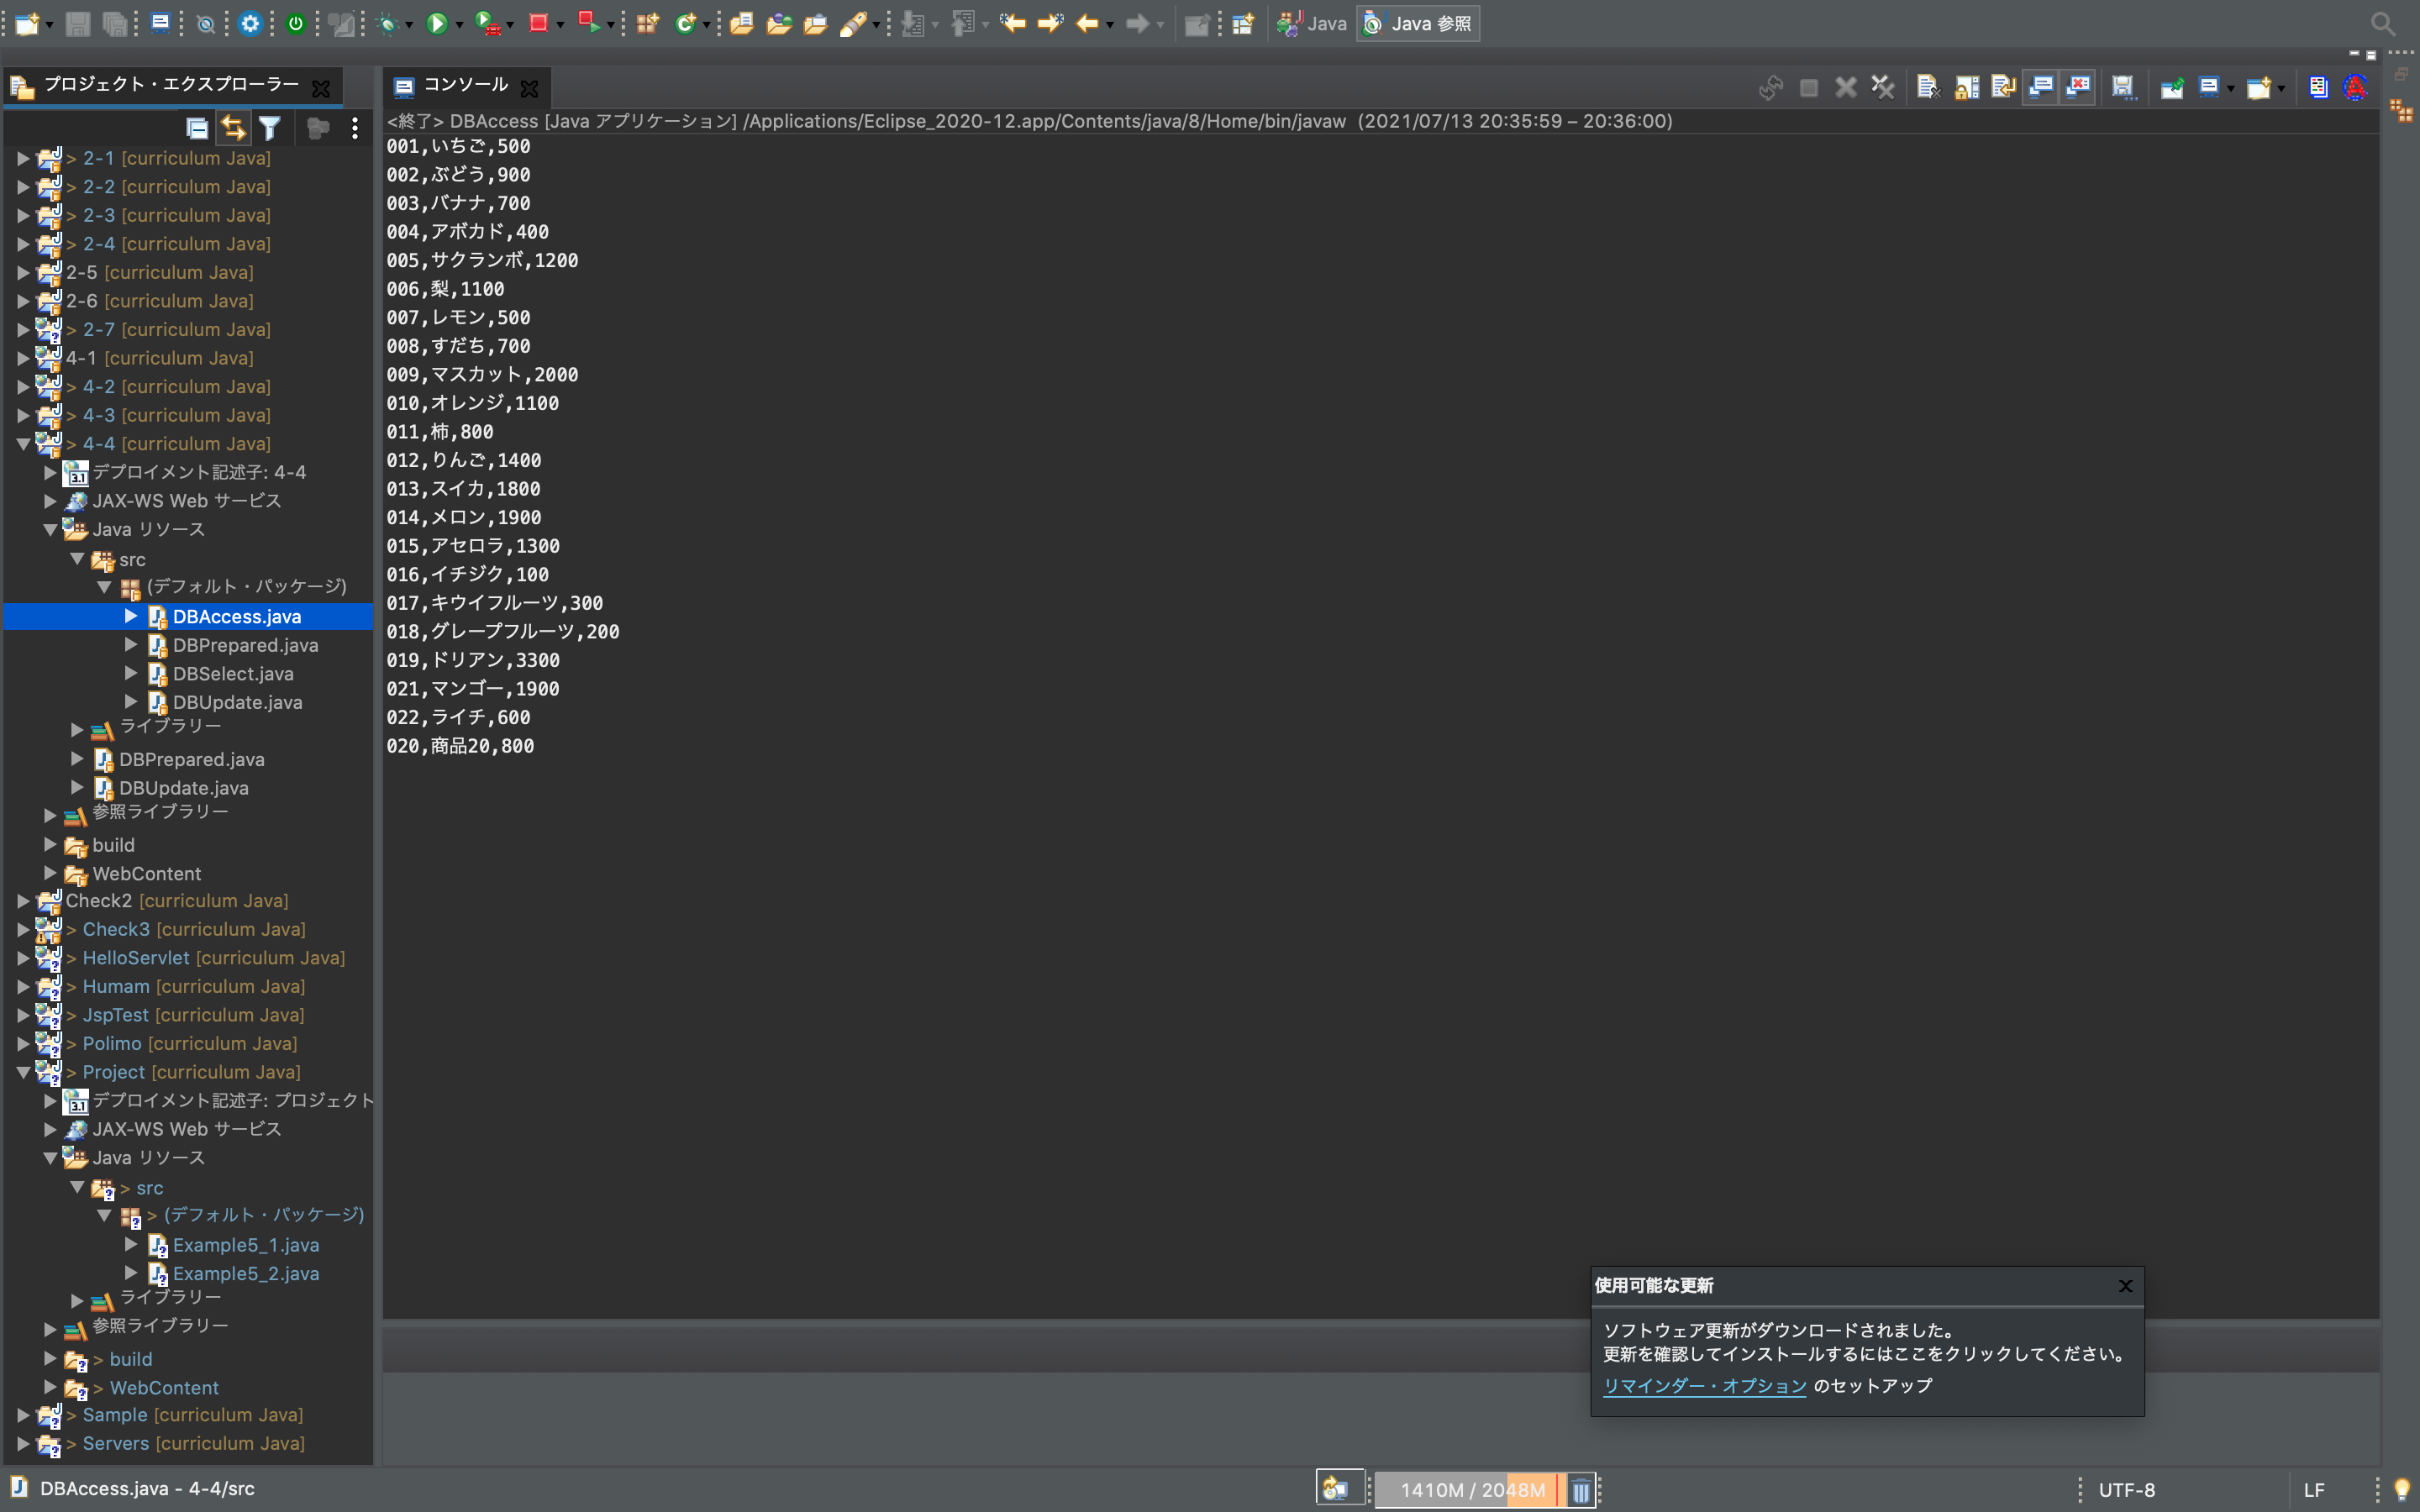 Java
Java 参照
プロジェクト・エクスプローラー
> 2-1 [curriculum Java]
> 2-2 [curriculum Java]
> 2-3 [curriculum Java]
> 2-4 [curriculum Java]
2-5 [curriculum Java]
2-6 [curriculum Java]
> 2-7 [curriculum Java]
4-1 [curriculum Java]
> 4-2 [curriculum Java]
> 4-3 [curriculum Java]
> 4-4 [curriculum Java]
デプロイメント記述子: 4-4
JAX-WS Web サービス
Java リソース
src
(デフォルト・パッケージ)
DBAccess.java
DBPrepared.java
DBSelect.java
DBUpdate.java
ライブラリー
DBPrepared.java
DBUpdate.java
参照ライブラリー
build
WebContent
Check2 [curriculum Java]
> Check3 [curriculum Java]
> HelloServlet [curriculum Java]
> Humam [curriculum Java]
> JspTest [curriculum Java]
> Polimo [curriculum Java]
> Project [curriculum Java]
デプロイメント記述子: プロジェクト
JAX-WS Web サービス
Java リソース
> src
> (デフォルト・パッケージ)
Example5_1.java
Example5_2.java
ライブラリー
参照ライブラリー
> build
> WebContent
> Sample [curriculum Java]
> Servers [curriculum Java]
コンソール
<終了> DBAccess [Java アプリケーション] /Applications/Eclipse_2020-12.app/Contents/java/8/Home/bin/javaw  (2021/07/13 20:35:59 – 20:36:00)
001,いちご,500
002,ぶどう,900
003,バナナ,700
004,アボカド,400
005,サクランボ,1200
006,梨,1100
007,レモン,500
008,すだち,700
009,マスカット,2000
010,オレンジ,1100
011,柿,800
012,りんご,1400
013,スイカ,1800
014,メロン,1900
015,アセロラ,1300
016,イチジク,100
017,キウイフルーツ,300
018,グレープフルーツ,200
019,ドリアン,3300
021,マンゴー,1900
022,ライチ,600
020,商品20,800
使用可能な更新
ソフトウェア更新がダウンロードされました。
更新を確認してインストールするにはここをクリックしてください。
リマインダー・オプション のセットアップ
DBAccess.java - 4-4/src
1410M / 2048M
UTF-8
LF